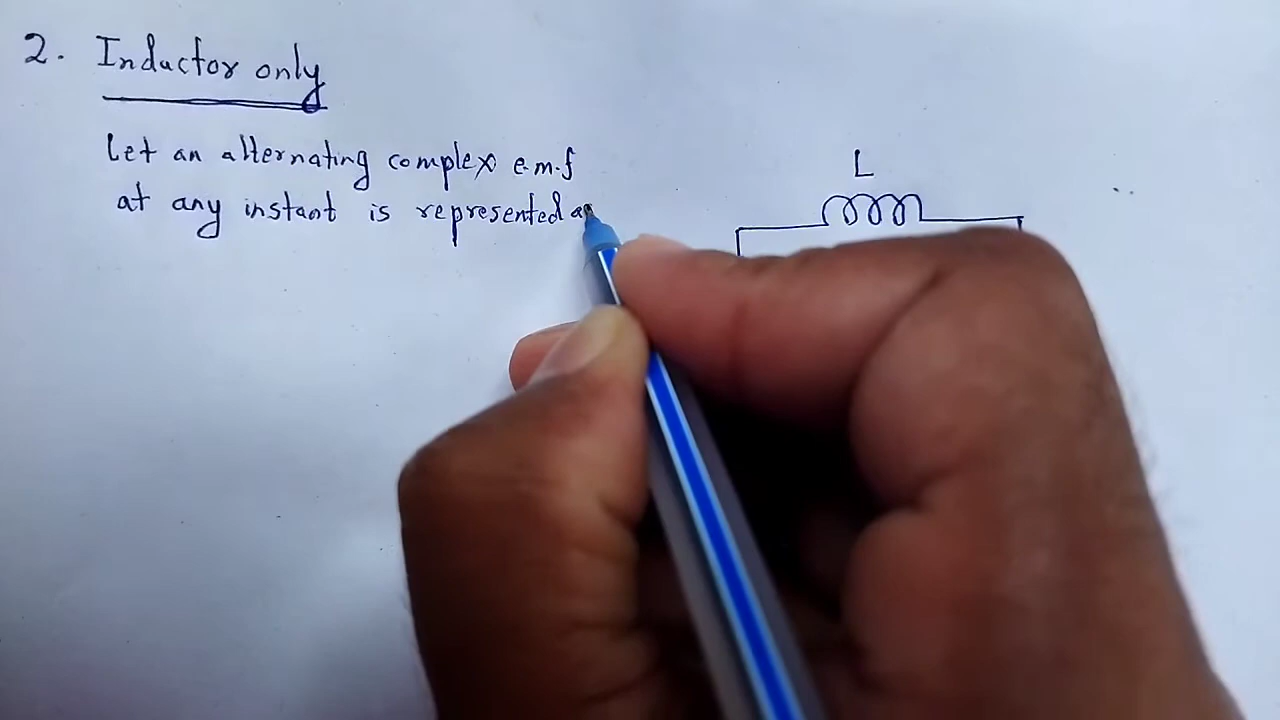 2. Inductor only
Let an alternating complex e.m.f
at any instant is represented as
L